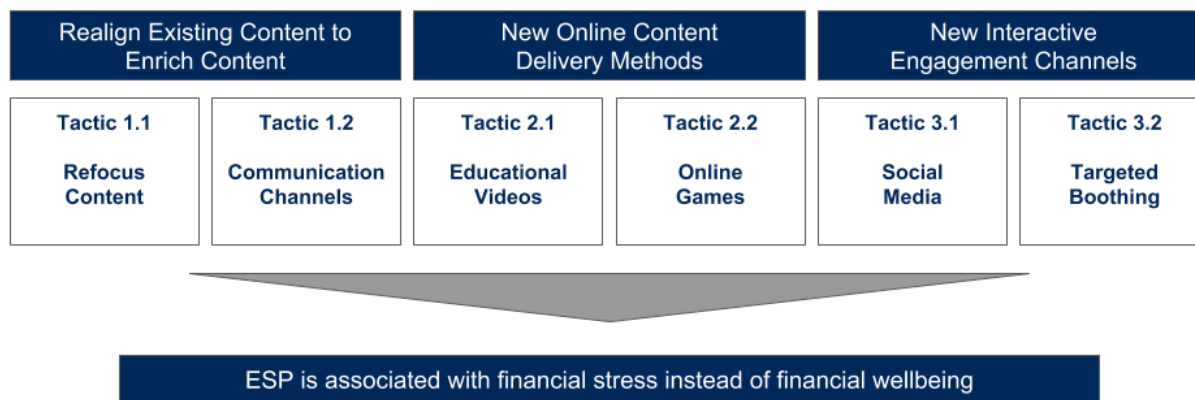 Realign Existing Content to
Enrich Content
New Online Content
Delivery Methods
New Interactive
Engagement Channels
Tactic 1.1
Refocus
Content
Tactic 1.2
Communication
Channels
Tactic 2.1
Educational
Videos
Tactic 2.2
Online
Games
Tactic 3.1
Social
Media
Tactic 3.2
Targeted
Boothing
ESP is associated with financial stress instead of financial wellbeing